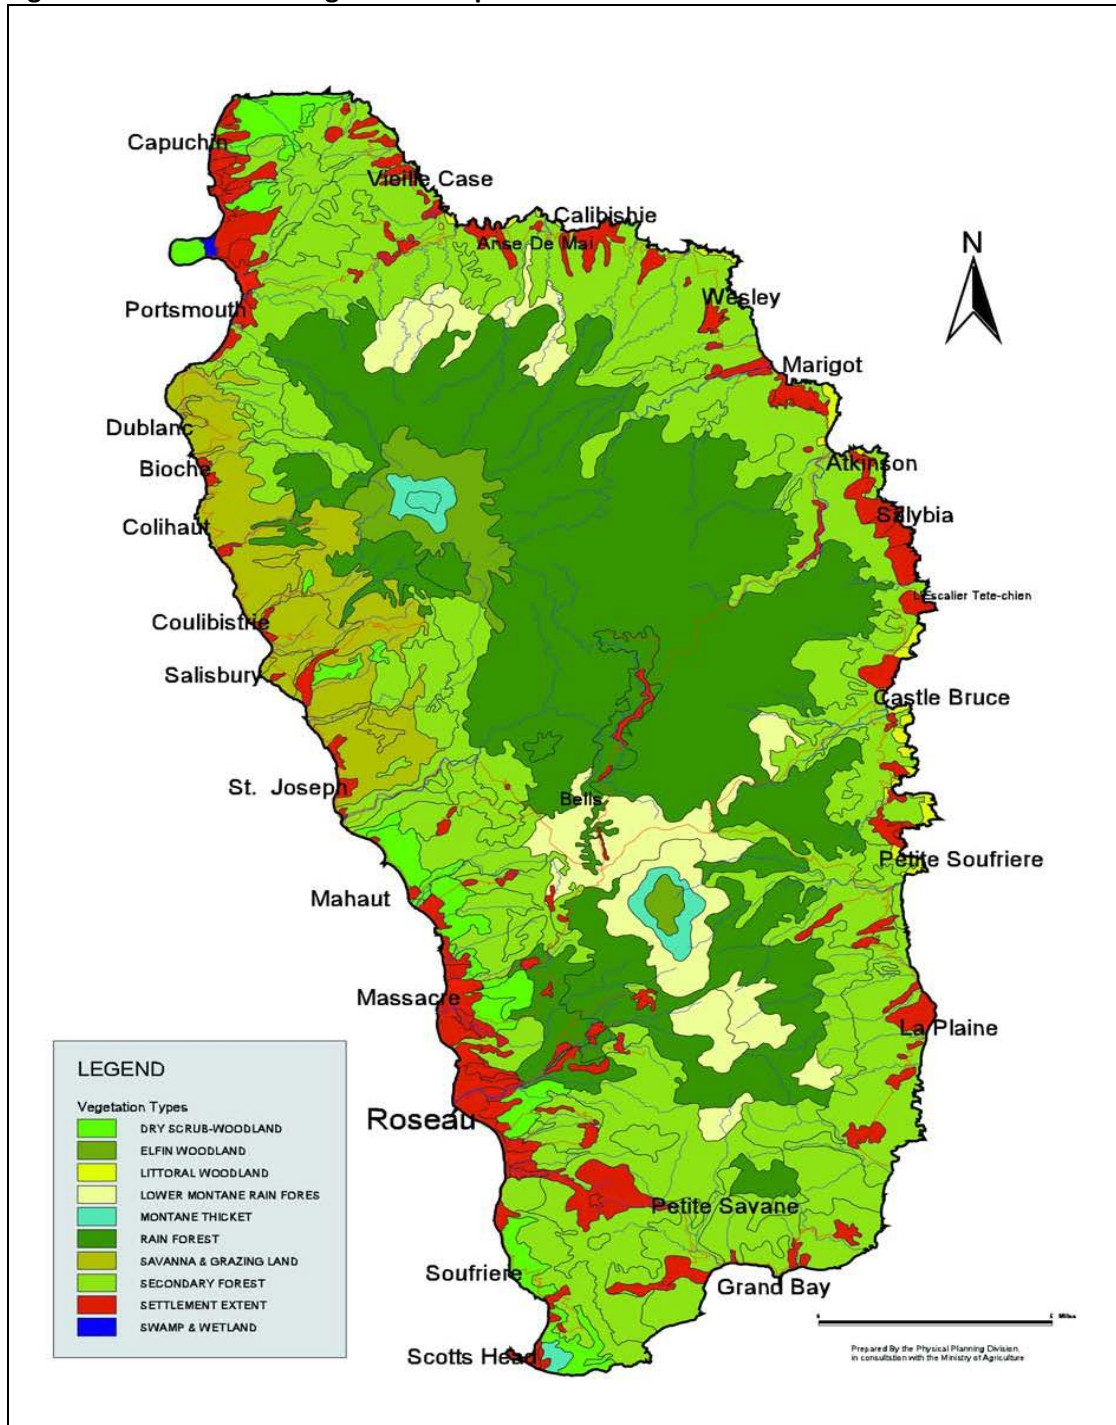 Capuchin
Vieille Case
Calibishie
Anse De Mai
N
Portsmouth
Wesley
Marigot
Dublanc
Bioche
Atkinson
Colihaut
Salybia
Coulibistrie
L'Escalier Tete-chien
Salisbury
Castle Bruce
St. Joseph
Bells
Petite Soufriere
Mahaut
Massacre
La Plaine
Roseau
Petite Savane
Soufriere
Grand Bay
Scotts Head
LEGEND
Vegetation Types
DRY SCRUB-WOODLAND
ELFIN WOODLAND
LITTORAL WOODLAND
LOWER MONTANE RAIN FORES
MONTANE THICKET
RAIN FOREST
SAVANNA & GRAZING LAND
SECONDARY FOREST
SETTLEMENT EXTENT
SWAMP & WETLAND
Miles
Prepared By the Physical Planning Division,
in consultation with the Ministry of Agriculture